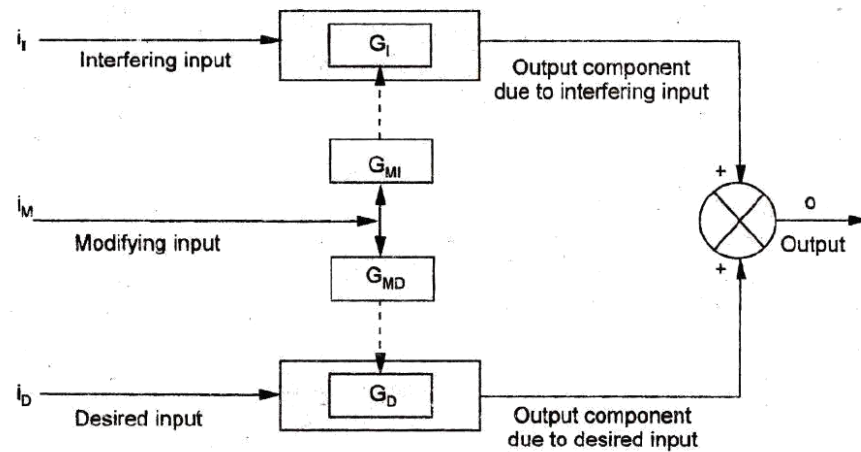 i_I
Interfering input
G_I
Output component
due to interfering input
G_MI
+
i_M
Modifying input
o
Output
G_MD
+
i_D
Desired input
G_D
Output component
due to desired input